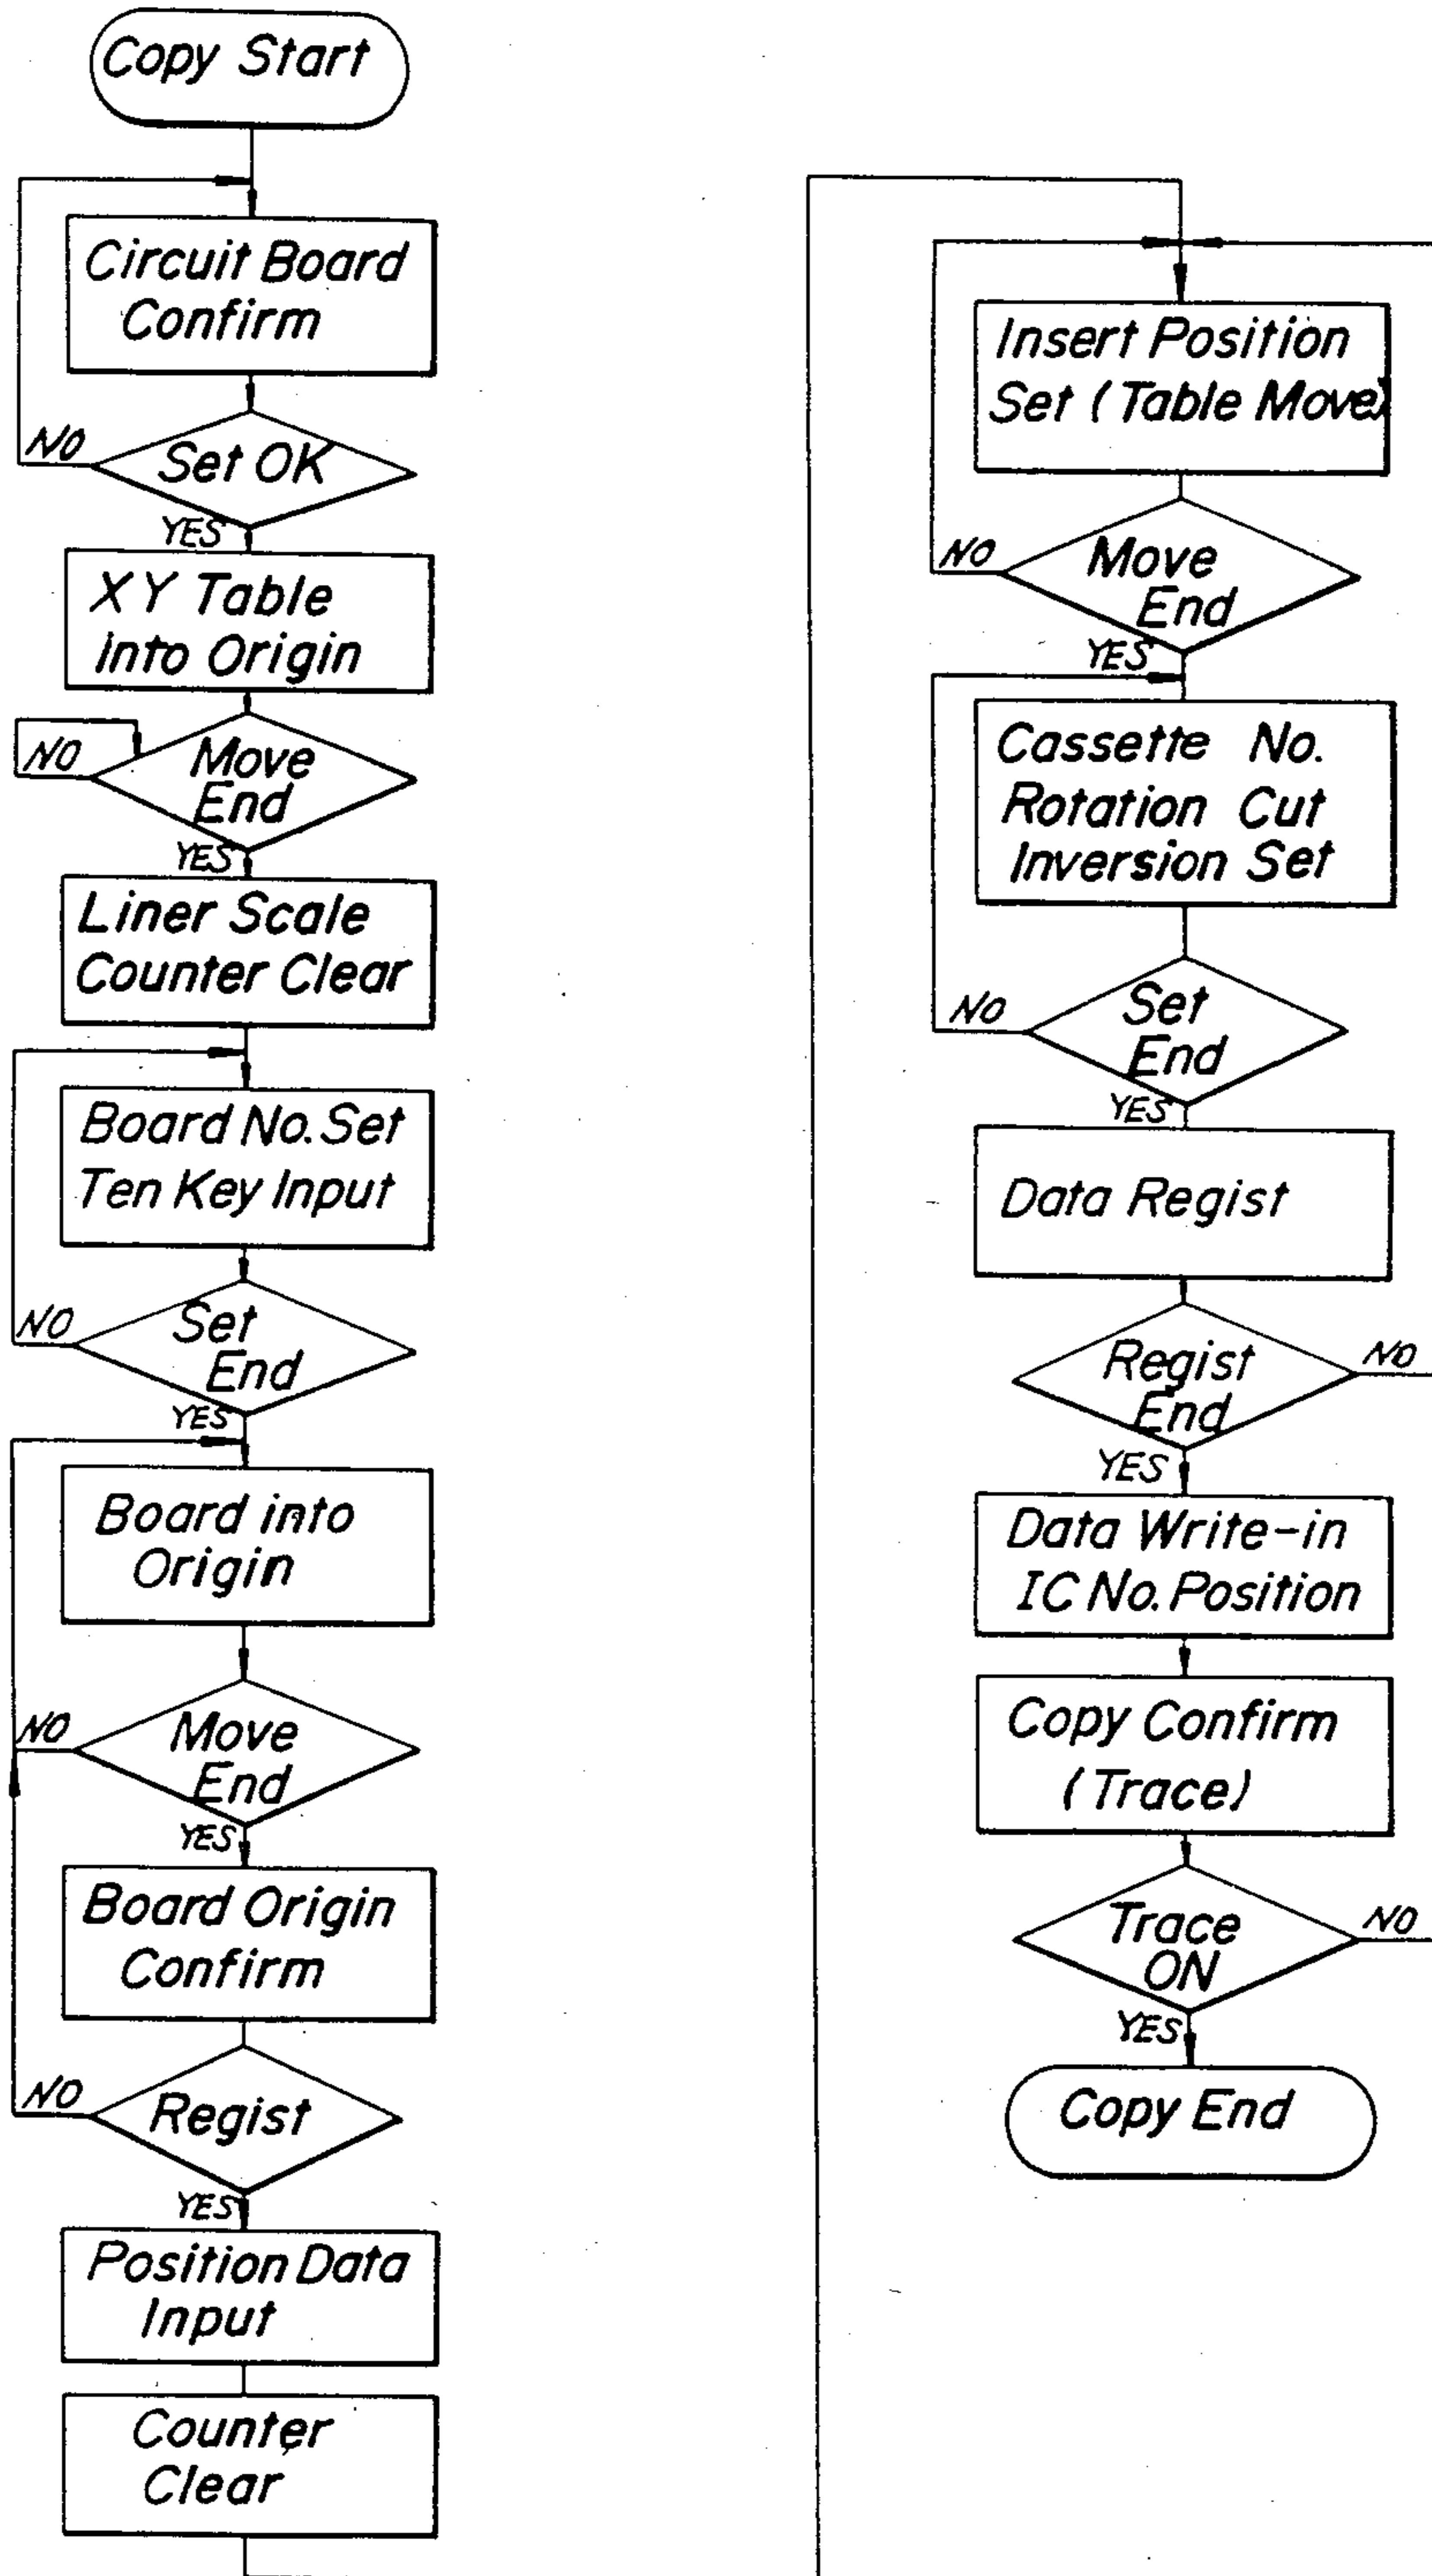 Copy Start
Circuit Board
Confirm
NO
Set OK
YES
XY Table
into Origin
NO
Move
End
YES
Liner Scale
Counter Clear
Board No. Set
Ten Key Input
NO
Set
End
YES
Board into
Origin
NO
Move
End
YES
Board Origin
Confirm
NO
Regist
YES
Position Data
Input
Counter
Clear
Insert Position
Set (Table Move)
NO
Move
End
YES
Cassette No.
Rotation Cut
Inversion Set
NO
Set
End
YES
Data Regist
Regist
End
NO
YES
Data Write-in
IC No. Position
Copy Confirm
(Trace)
Trace
ON
NO
YES
Copy End